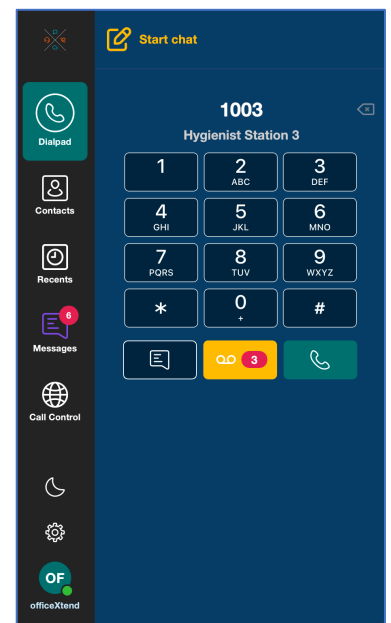 Start chat
Dialpad
Contacts
Recents
6
Messages
Call Control
OF
officeXtend
1003
Hygienist Station 3
1 2 3
ABC DEF
4 5 6
GHI JKL MNO
7 8 9
PQRS TUV WXYZ
* 0 #
+
3